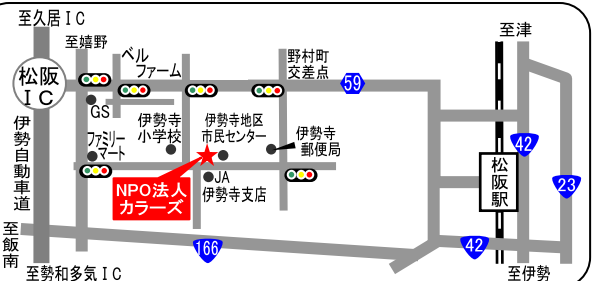 至久居IC
至嬉野
ベル
ファーム
野村町
交差点
至津
松阪
IC
59
GS
伊勢寺
小学校
伊勢寺地区
市民センター
伊勢寺
郵便局
ファミリー
マート
伊勢自動車道
NPO法人
カラーズ
JA
伊勢寺支店
松阪駅
42
23
至飯南
166
42
至勢和多気IC
至伊勢